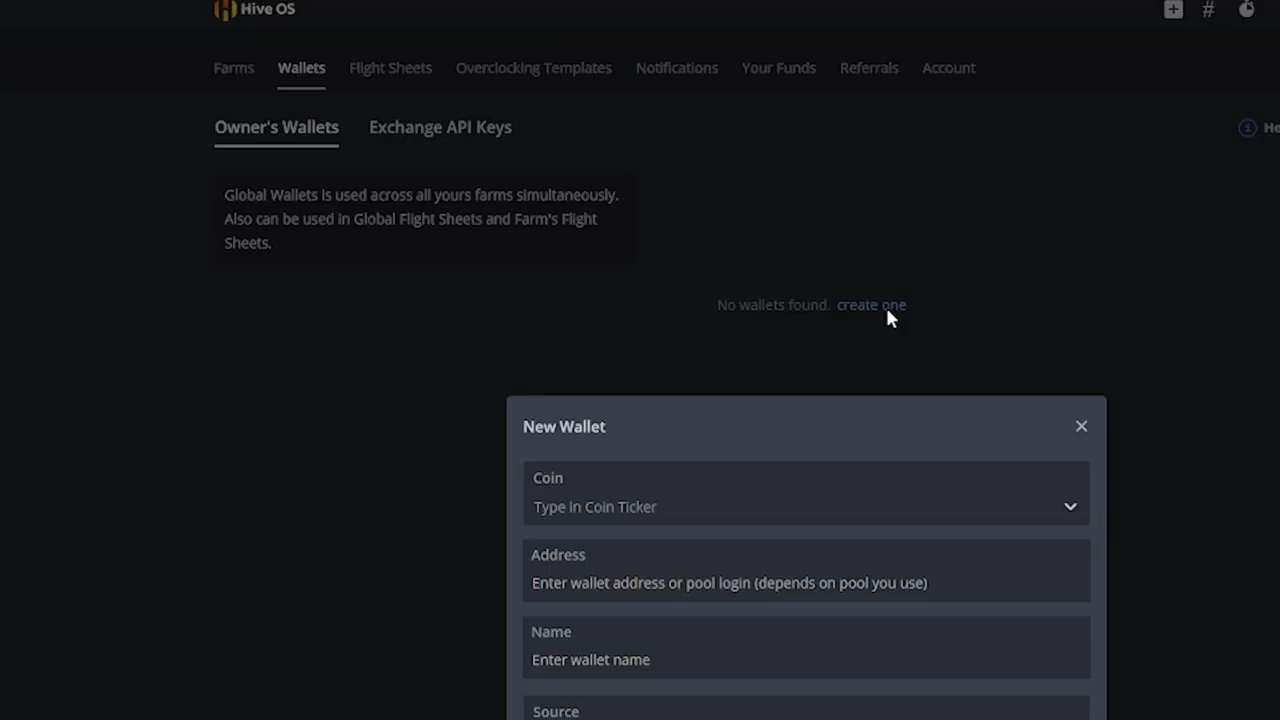 Hive OS
Farms Wallets Flight Sheets Overclocking Templates Notifications Your Funds Referrals Account
Owner's Wallets Exchange API Keys
Global Wallets is used across all yours farms simultaneously.
Also can be used in Global Flight Sheets and Farm's Flight
Sheets.
No wallets found. create one
New Wallet
Coin
Type in Coin Ticker
Address
Enter wallet address or pool login (depends on pool you use)
Name
Enter wallet name
Source